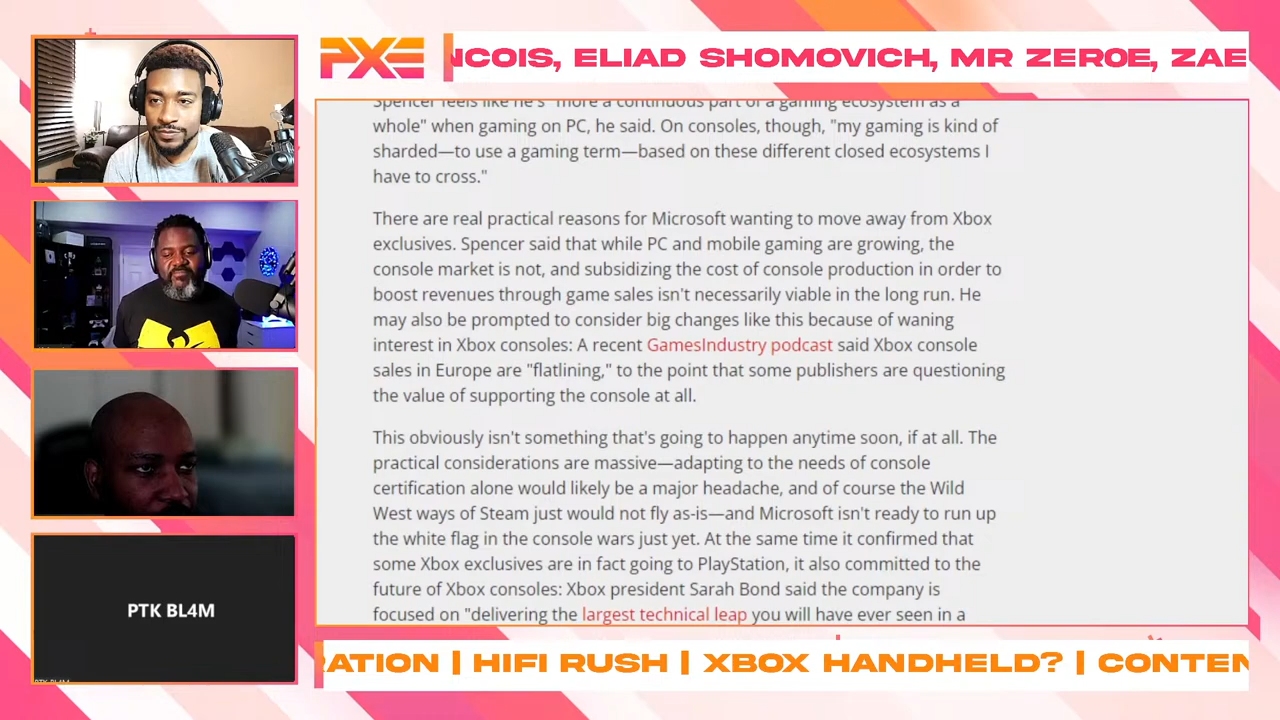 PXE
NCOIS, ELIAD SHOMOVICH, MR ZEROE, ZAE
Spencer feels like he's "more a continuous part of a gaming ecosystem as a
whole" when gaming on PC, he said. On consoles, though, "my gaming is kind of
sharded—to use a gaming term—based on these different closed ecosystems I
have to cross."
There are real practical reasons for Microsoft wanting to move away from Xbox
exclusives. Spencer said that while PC and mobile gaming are growing, the
console market is not, and subsidizing the cost of console production in order to
boost revenues through game sales isn't necessarily viable in the long run. He
may also be prompted to consider big changes like this because of waning
interest in Xbox consoles: A recent GamesIndustry podcast said Xbox console
sales in Europe are "flatlining," to the point that some publishers are questioning
the value of supporting the console at all.
This obviously isn't something that's going to happen anytime soon, if at all. The
practical considerations are massive—adapting to the needs of console
certification alone would likely be a major headache, and of course the Wild
West ways of Steam just would not fly as-is—and Microsoft isn't ready to run up
the white flag in the console wars just yet. At the same time it confirmed that
some Xbox exclusives are in fact going to PlayStation, it also committed to the
future of Xbox consoles: Xbox president Sarah Bond said the company is
focused on "delivering the largest technical leap you will have ever seen in a
PTK BL4M
RATION | HIFI RUSH | XBOX HANDHELD? | CONTEN